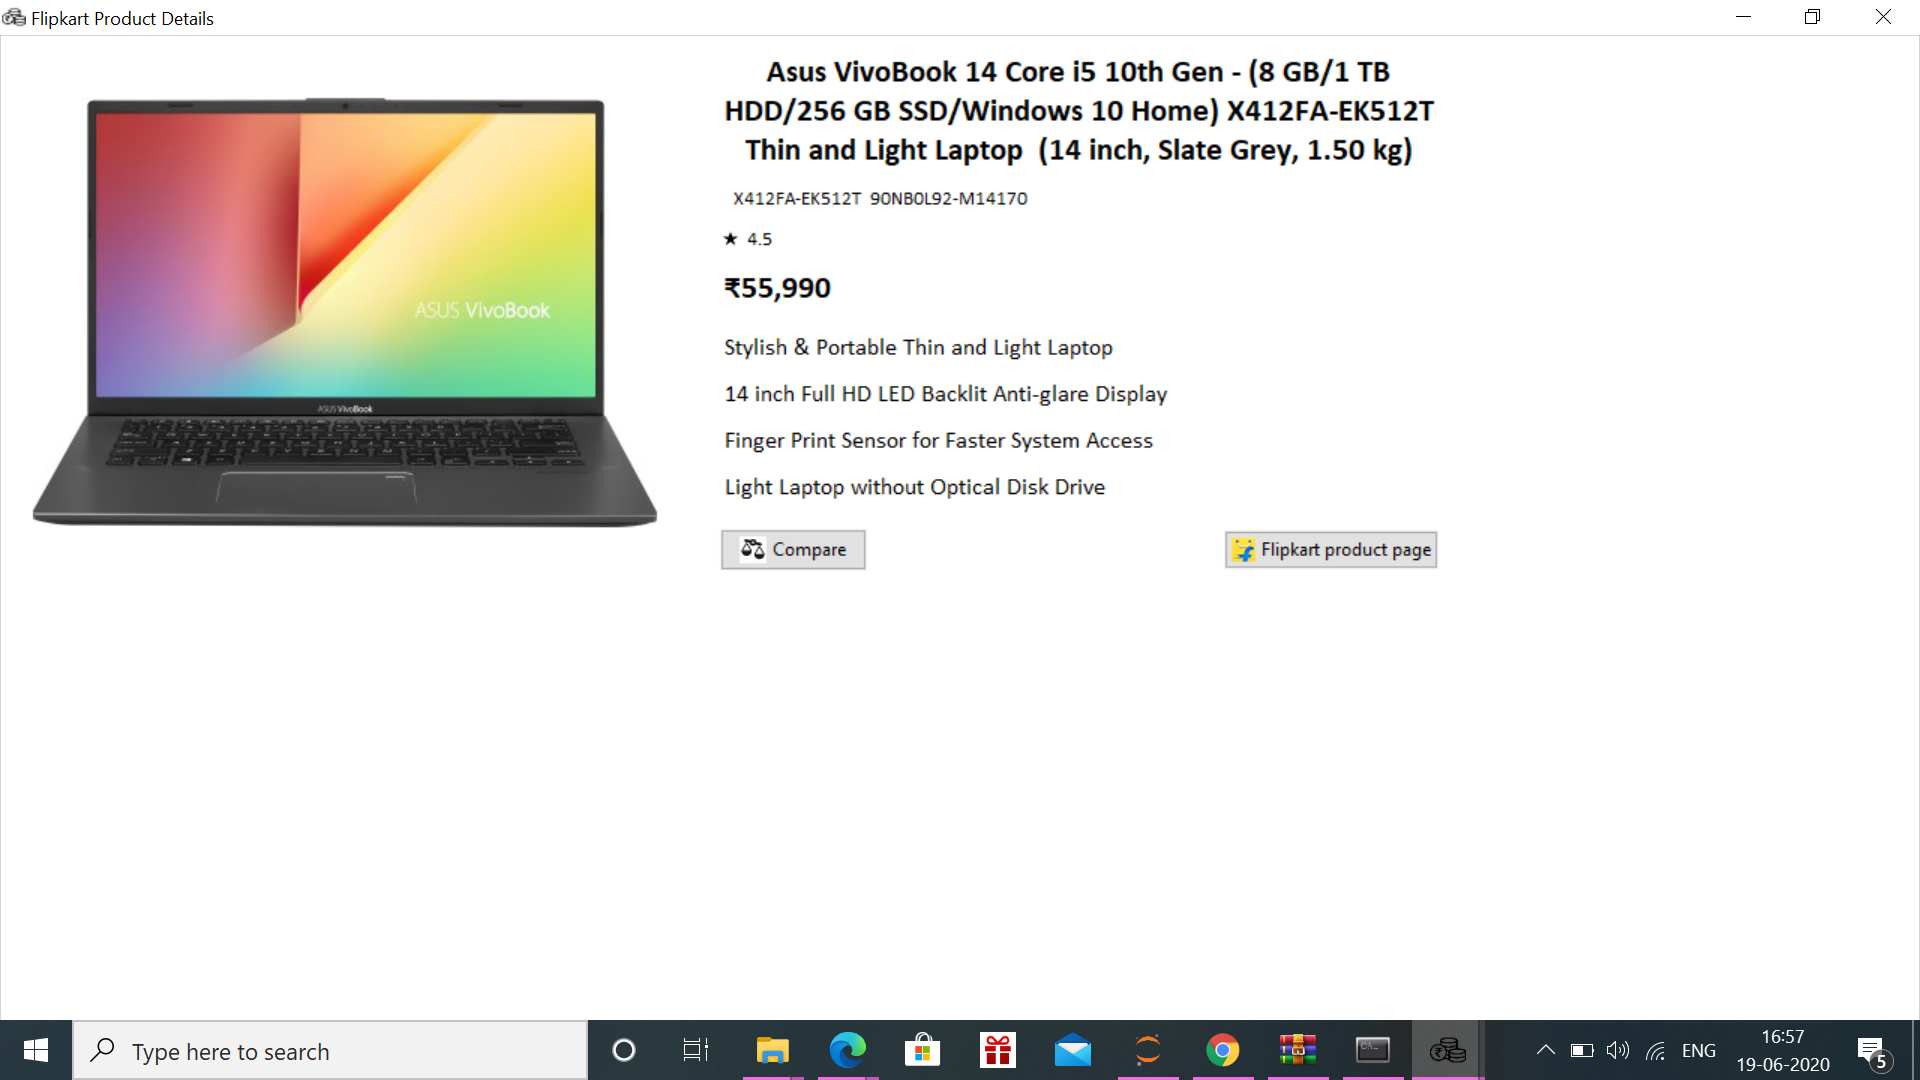 Flipkart Product Details
Asus VivoBook 14 Core i5 10th Gen - (8 GB/1 TB
HDD/256 GB SSD/Windows 10 Home) X412FA-EK512T
Thin and Light Laptop (14 inch, Slate Grey, 1.50 kg)
X412FA-EK512T 90NB0L92-M14170
★ 4.5
₹55,990
ASUS VivoBook
ASUS VivoBook
Stylish & Portable Thin and Light Laptop
14 inch Full HD LED Backlit Anti-glare Display
Finger Print Sensor for Faster System Access
Light Laptop without Optical Disk Drive
Compare
Flipkart product page
Type here to search
ENG
16:57
19-06-2020
5